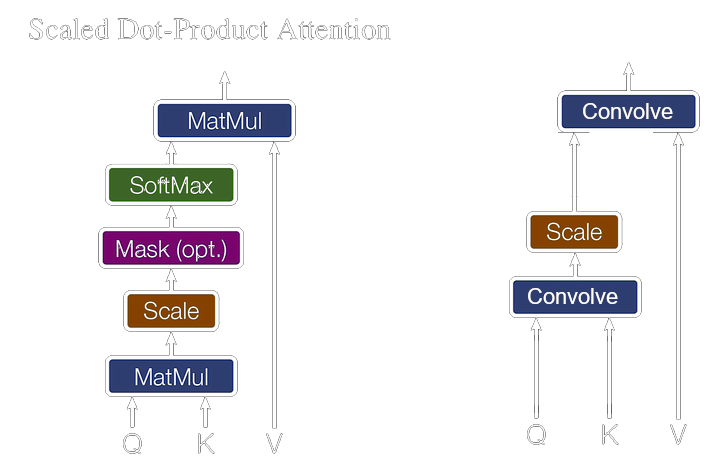 Scaled Dot-Product Attention
MatMul
SoftMax
Mask (opt.)
Scale
MatMul
Q K V
Convolve
Scale
Convolve
Q K V